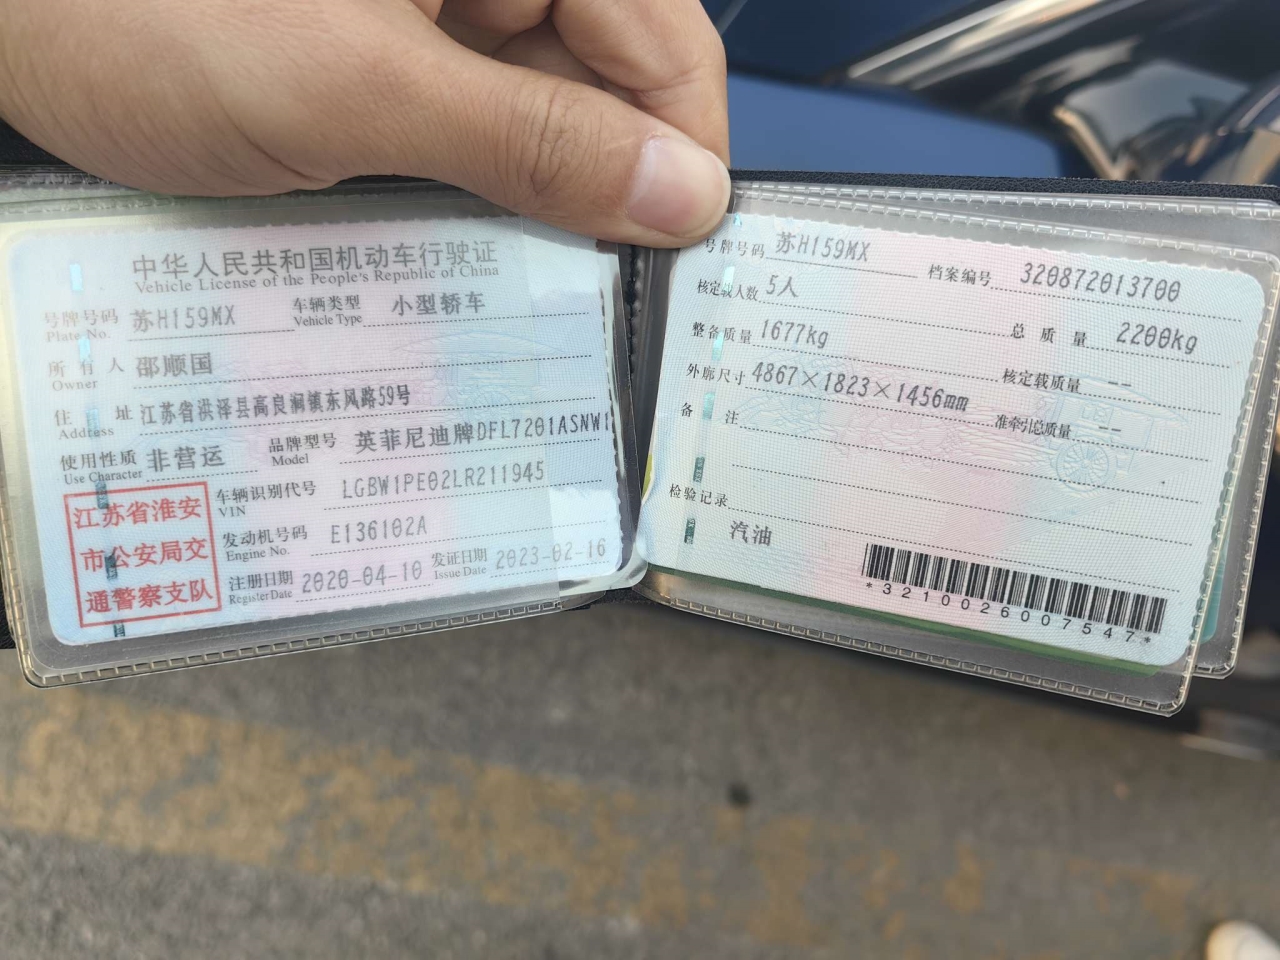 中华人民共和国机动车行驶证
Vehicle License of the People's Republic of China
号牌号码 苏H159MX 车辆类型 小型轿车
Plate No. Vehicle Type
所有人 邵顺国
Owner
住址 江苏省洪泽县高良涧镇东风路59号
Address
使用性质 非营运 品牌型号 英菲尼迪牌DFL7201ASNW1
Use Character Model
江苏省淮安
市公安局交
通警察支队
车辆识别代号 LGBW1PE02LR211945
VIN
发动机号码 E136102A
Engine No.
注册日期 2020-04-10 发证日期 2023-02-16
Register Date Issue Date
号牌号码 苏H159MX 档案编号 320872013700
核定载人数 5人
整备质量 1677kg 总质量 2200kg
外廓尺寸 4867×1823×1456mm 核定载质量 --
备注 准牵引总质量 --
检验记录
汽油
*3210026007547*